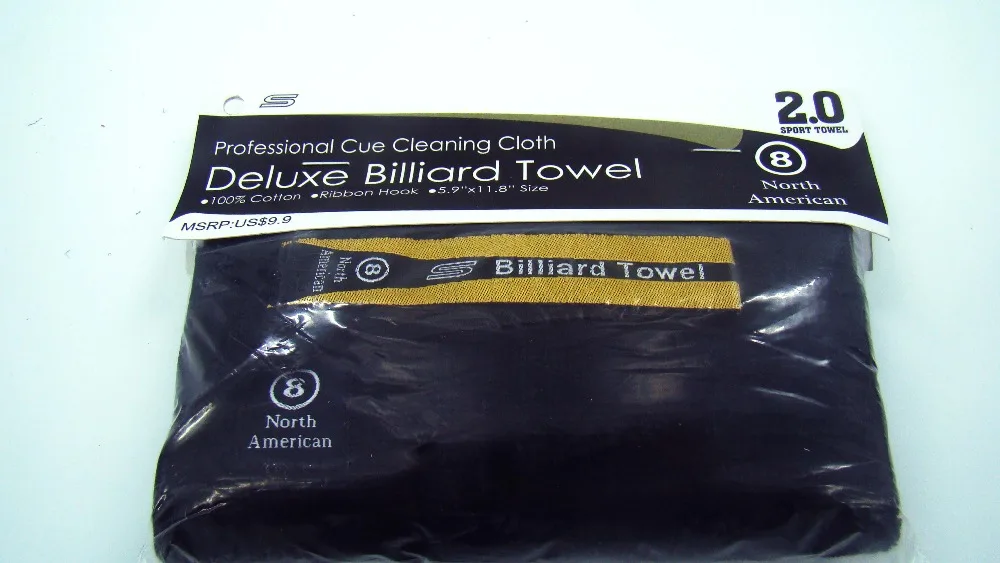 2.0
SPORT TOWEL
Professional Cue Cleaning Cloth
Deluxe Billiard Towel
•100% Cotton •Ribbon Hook •5.9"x11.8" Size
8
North
American
MSRP:US$9.9
North
American
8
S Billiard Towel
8
North
American